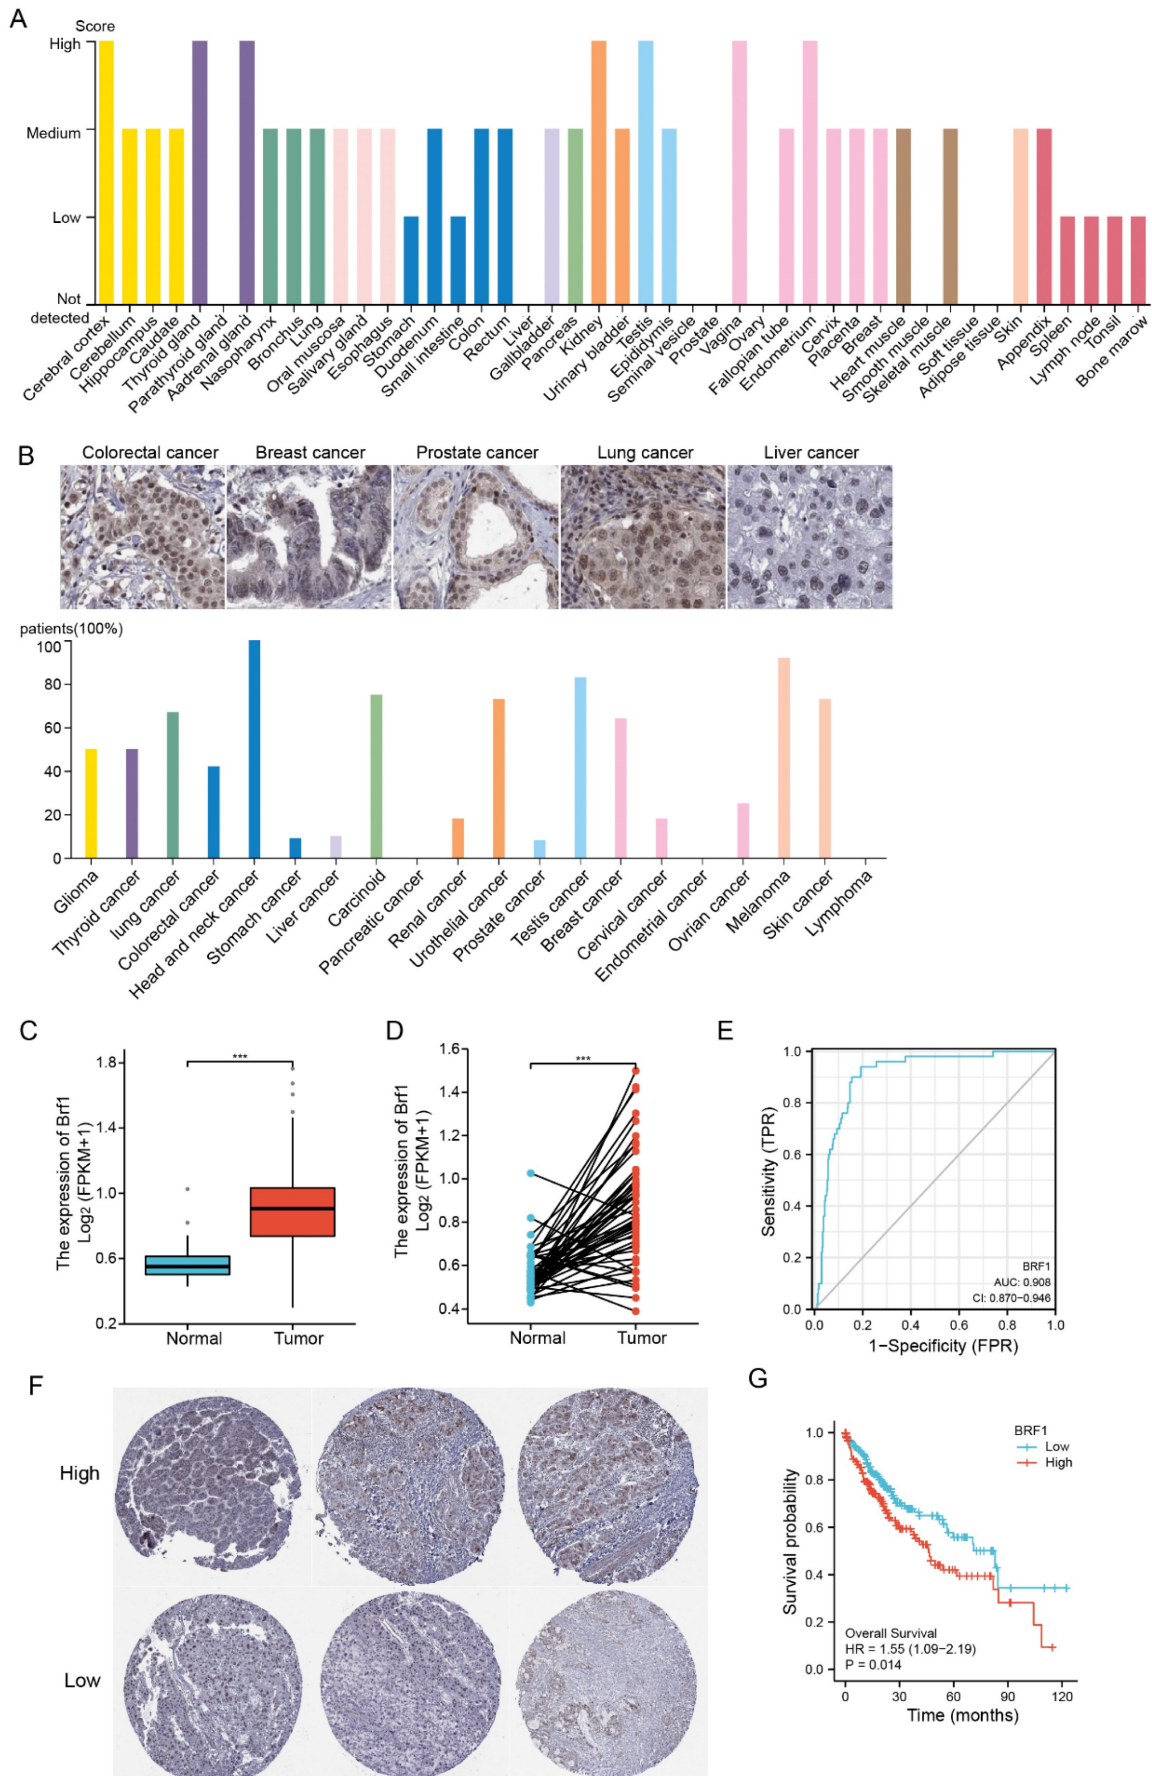 A
Score
High
Medium
Low
Not
detected
Cerebral cortex
Cerebellum
Hippocampus
Caudate
Thyroid gland
Parathyroid gland
Aadrenal gland
Nasopharynx
Bronchus
Lung
Oral muscosa
Salivary gland
Esophagus
Stomach
Duodenum
Small intestine
Colon
Rectum
Liver
Gallbladder
Pancreas
Kidney
Urinary bladder
Testis
Epididymis
Seminal vesicle
Prostate
Vagina
Ovary
Fallopian tube
Endometrium
Cervix
Placenta
Breast
Heart muscle
Smooth muscle
Skeletal muscle
Soft tissue
Adipose tissue
Skin
Appendix
Spleen
Lymph node
Tonsil
Bone marrow
B
Colorectal cancer
Breast cancer
Prostate cancer
Lung cancer
Liver cancer
patients(100%)
100
80
60
40
20
0
Glioma
Thyroid cancer
lung cancer
Colorectal cancer
Head and neck cancer
Stomach cancer
Liver cancer
Carcinoid
Pancreatic cancer
Renal cancer
Urothelial cancer
Prostate cancer
Testis cancer
Breast cancer
Cervical cancer
Endometrial cancer
Ovrian cancer
Melanoma
Skin cancer
Lymphoma
C
The expression of Brf1
Log2 (FPKM+1)
1.8
1.4
1.0
0.6
0.2
***
Normal
Tumor
D
The expression of Brf1
Log2 (FPKM+1)
1.6
1.4
1.2
1.0
0.8
0.6
0.4
***
Normal
Tumor
E
Sensitivity (TPR)
1.0
0.8
0.6
0.4
0.2
0.0
BRF1
AUC: 0.908
CI: 0.870−0.946
0.0 0.2 0.4 0.6 0.8 1.0
1−Specificity (FPR)
F
High
Low
G
Survival probability
1.0
0.8
0.6
0.4
0.2
0.0
BRF1
Low
High
Overall Survival
HR = 1.55 (1.09−2.19)
P = 0.014
0 30 60 90 120
Time (months)